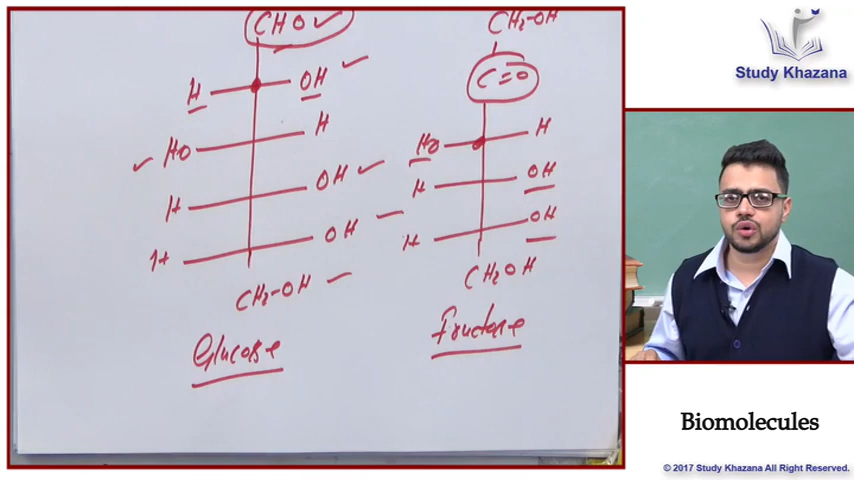 CHO ✓
H OH ✓
✓ HO H
H OH ✓
H OH
CH₂-OH
Glucose
CH₂-OH
C=O
HO H
H OH
H OH
CH₂OH
Fructose
Study Khazana
Biomolecules
© 2017 Study Khazana All Right Reserved.